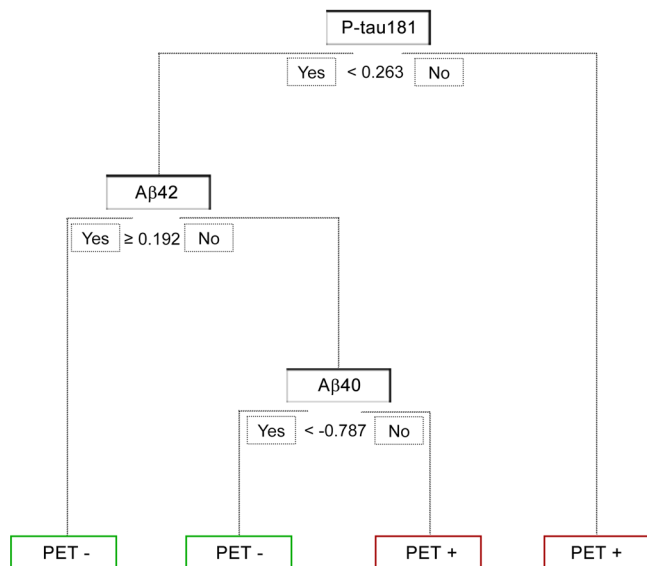 P-tau181
Yes < 0.263 No
Aβ42
Yes ≥ 0.192 No
Aβ40
Yes < -0.787 No
PET - PET - PET + PET +